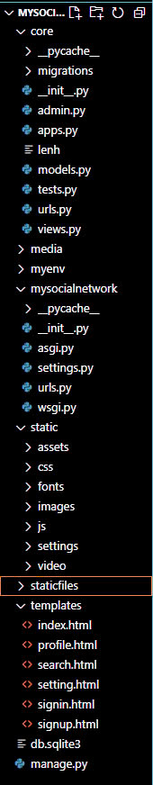 MYSOCI...
core
__pycache__
migrations
__init__.py
admin.py
apps.py
lenh
models.py
tests.py
urls.py
views.py
media
myenv
mysocialnetwork
__pycache__
__init__.py
asgi.py
settings.py
urls.py
wsgi.py
static
assets
css
fonts
images
js
settings
video
staticfiles
templates
index.html
profile.html
search.html
setting.html
signin.html
signup.html
db.sqlite3
manage.py